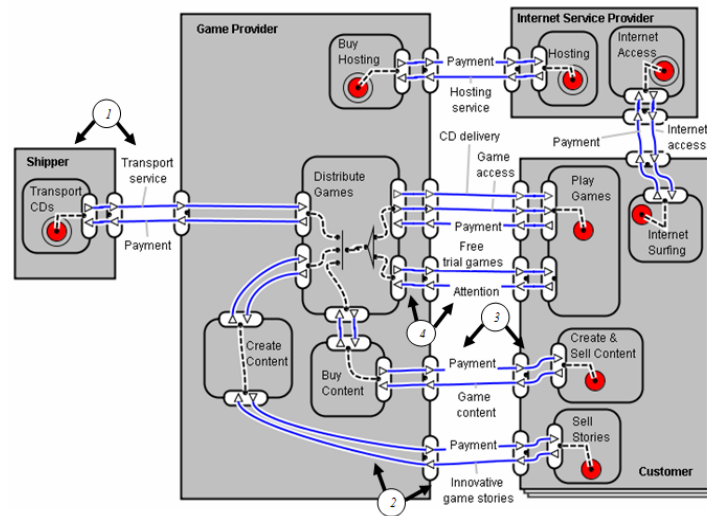 Game Provider
Internet Service Provider
Buy
Hosting
Payment
Hosting
service
Hosting
Internet
Access
1
Payment
Internet
access
CD delivery
Game
access
Shipper
Transport
service
Transport
CDs
Payment
Distribute
Games
Play
Games
Payment
Free
trial games
Attention
Internet
Surfing
4
3
Create
Content
Buy
Content
Payment
Game
content
Create &
Sell Content
Sell
Stories
Payment
Innovative
game stories
2
Customer